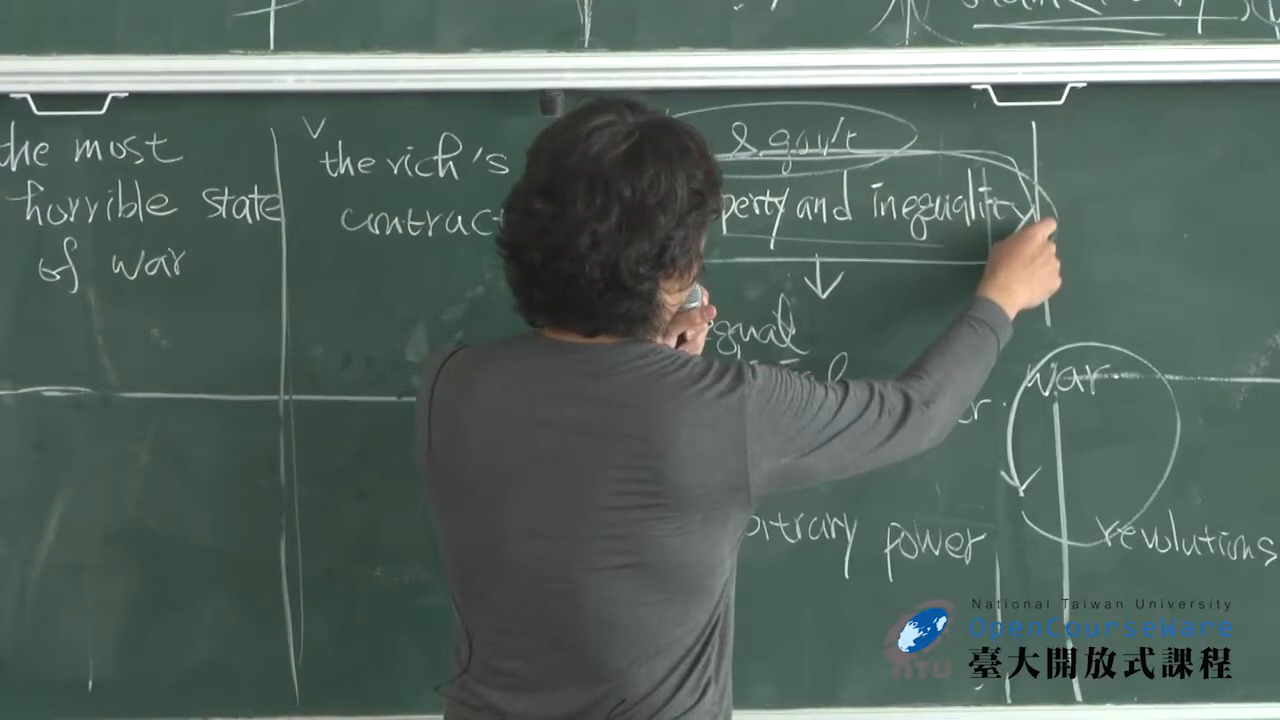 the most
horrible state
of war
the rich's
contract
& gov't
perty and inequality
war
power
revolutions
National Taiwan University
OpenCourseWare
臺大開放式課程
NTU